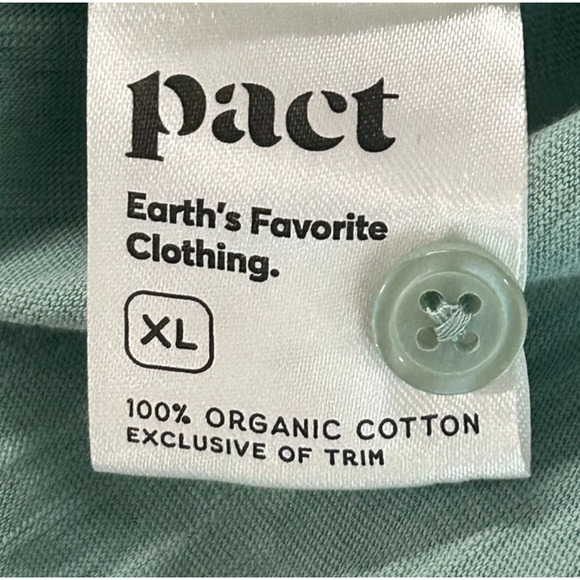 pact
Earth's Favorite
Clothing.
XL
100% ORGANIC COTTON
EXCLUSIVE OF TRIM